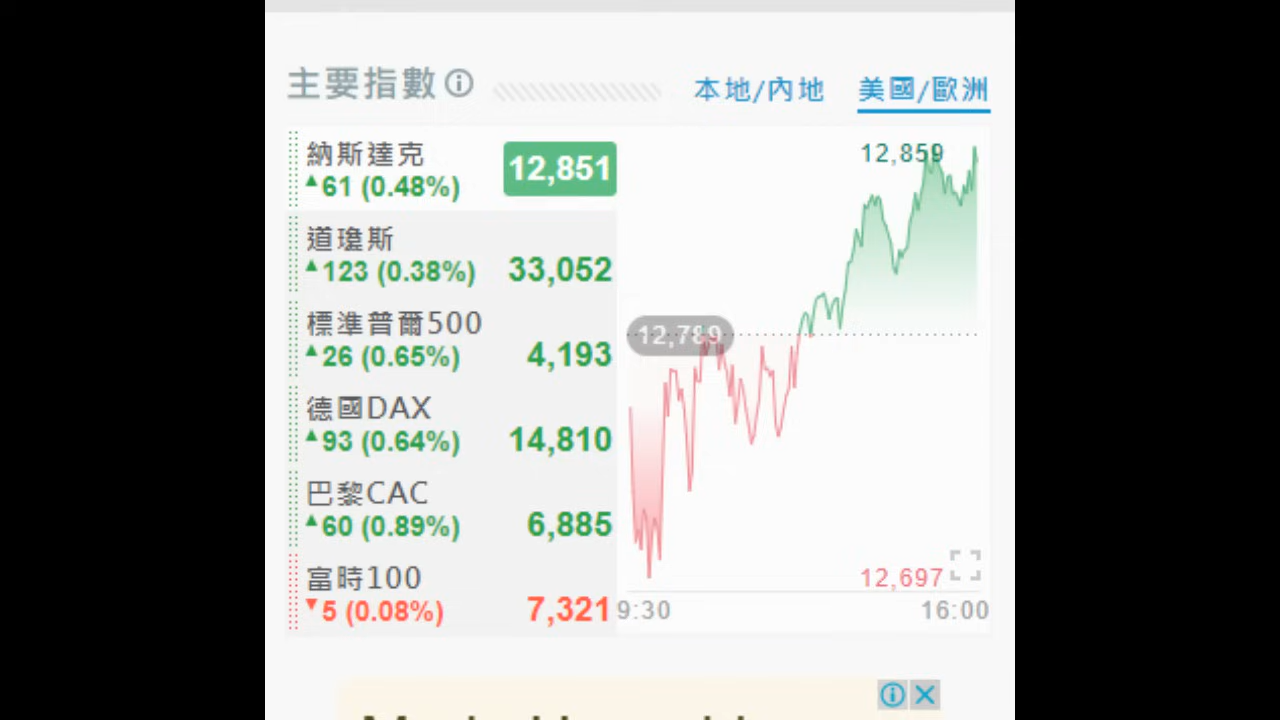 主要指數
本地/內地
美國/歐洲
納斯達克
61 (0.48%)
12,851
道瓊斯
123 (0.38%)
33,052
標準普爾500
26 (0.65%)
4,193
德國DAX
93 (0.64%)
14,810
巴黎CAC
60 (0.89%)
6,885
富時100
5 (0.08%)
7,321
12,859
12,789
12,697
9:30
16:00